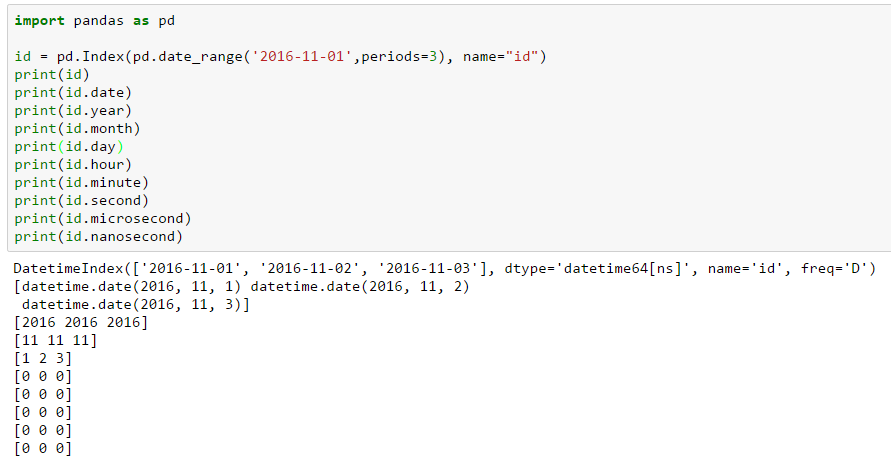 import pandas as pd
id = pd.Index(pd.date_range('2016-11-01',periods=3), name="id")
print(id)
print(id.date)
print(id.year)
print(id.month)
print(id.day)
print(id.hour)
print(id.minute)
print(id.second)
print(id.microsecond)
print(id.nanosecond)
DatetimeIndex(['2016-11-01', '2016-11-02', '2016-11-03'], dtype='datetime64[ns]', name='id', freq='D')
[datetime.date(2016, 11, 1) datetime.date(2016, 11, 2)
 datetime.date(2016, 11, 3)]
[2016 2016 2016]
[11 11 11]
[1 2 3]
[0 0 0]
[0 0 0]
[0 0 0]
[0 0 0]
[0 0 0]